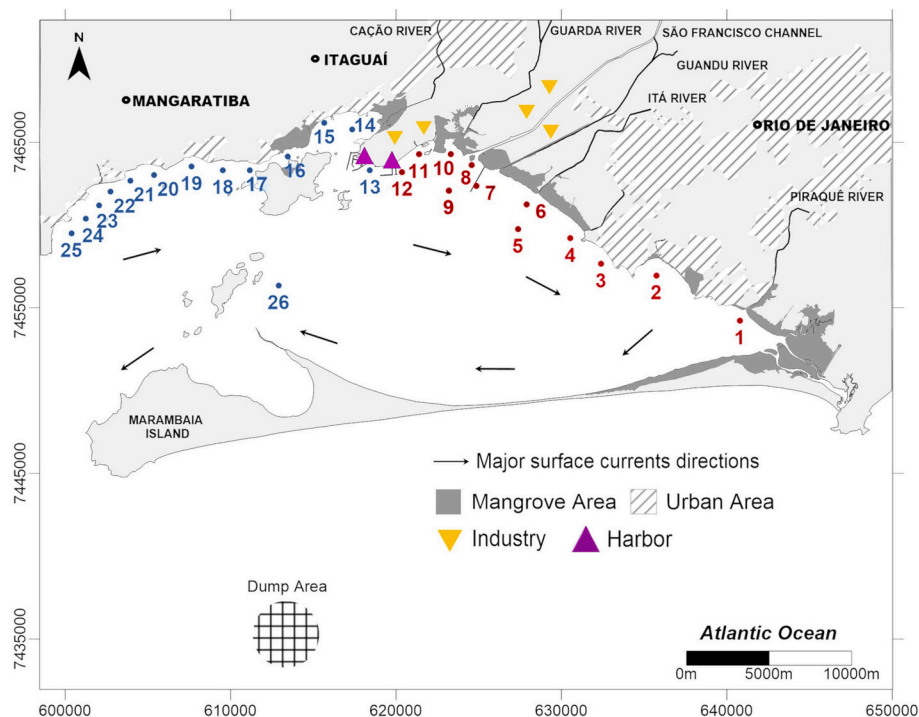 CAÇÃO RIVER
GUARDA RIVER
SÃO FRANCISCO CHANNEL
N
ITAGUAÍ
GUANDU RIVER
MANGARATIBA
ITÁ RIVER
RIO DE JANEIRO
7465000
15
14
16
13
12
11
10
8
7
9
6
5
4
3
2
1
PIRAQUÊ RIVER
19
18
17
20
21
22
23
24
25
26
7455000
MARAMBAIA
ISLAND
7445000
Major surface currents directions
Mangrove Area
Urban Area
Industry
Harbor
Dump Area
7435000
Atlantic Ocean
0m
5000m
10000m
600000
610000
620000
630000
640000
650000